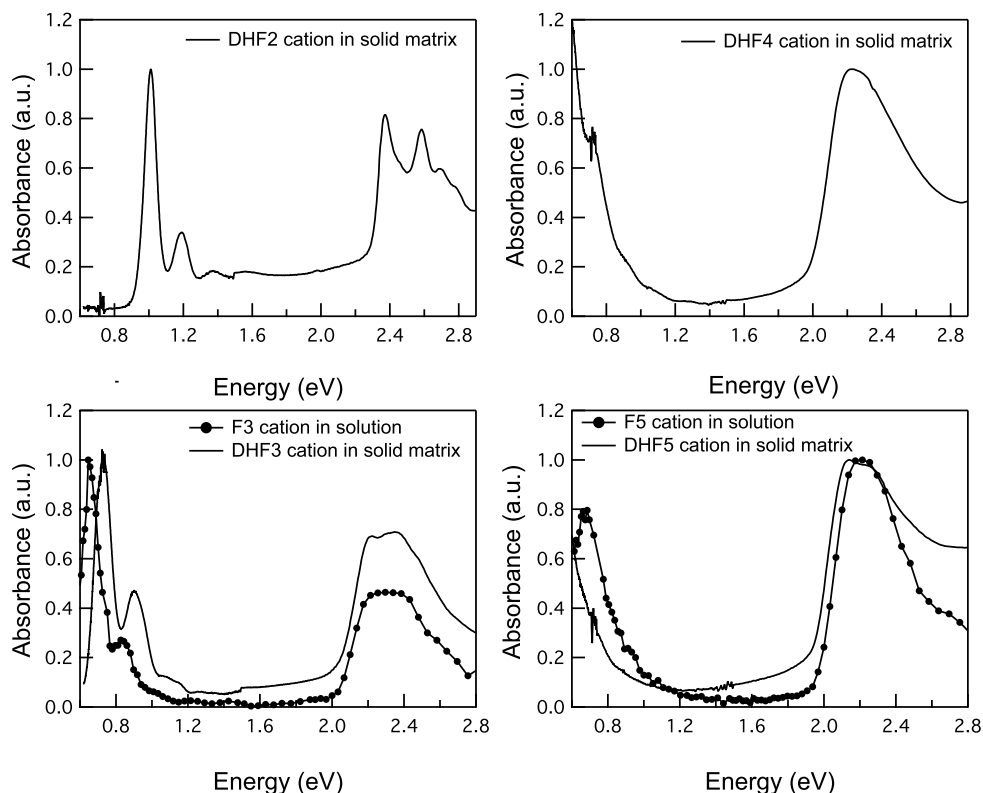 DHF2 cation in solid matrix
Absorbance (a.u.)
1.2
1.0
0.8
0.6
0.4
0.2
0.0
0.8 1.2 1.6 2.0 2.4 2.8
Energy (eV)
DHF4 cation in solid matrix
Absorbance (a.u.)
1.2
1.0
0.8
0.6
0.4
0.2
0.0
0.8 1.2 1.6 2.0 2.4 2.8
Energy (eV)
F3 cation in solution
DHF3 cation in solid matrix
Absorbance (a.u.)
1.2
1.0
0.8
0.6
0.4
0.2
0.0
0.8 1.2 1.6 2.0 2.4 2.8
Energy (eV)
F5 cation in solution
DHF5 cation in solid matrix
Absorbance (a.u.)
1.2
1.0
0.8
0.6
0.4
0.2
0.0
0.8 1.2 1.6 2.0 2.4 2.8
Energy (eV)